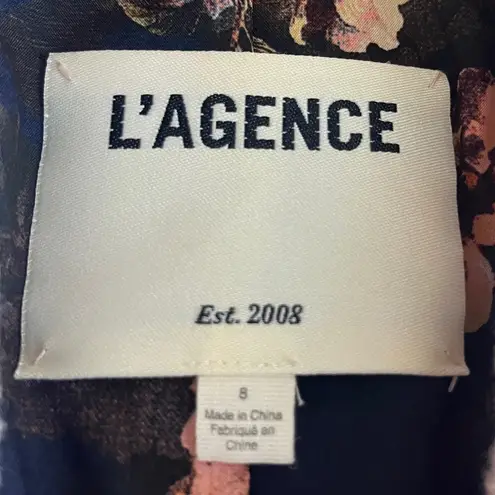 L'AGENCE
Est. 2008
8
Made in China
Fabriqué en
Chine